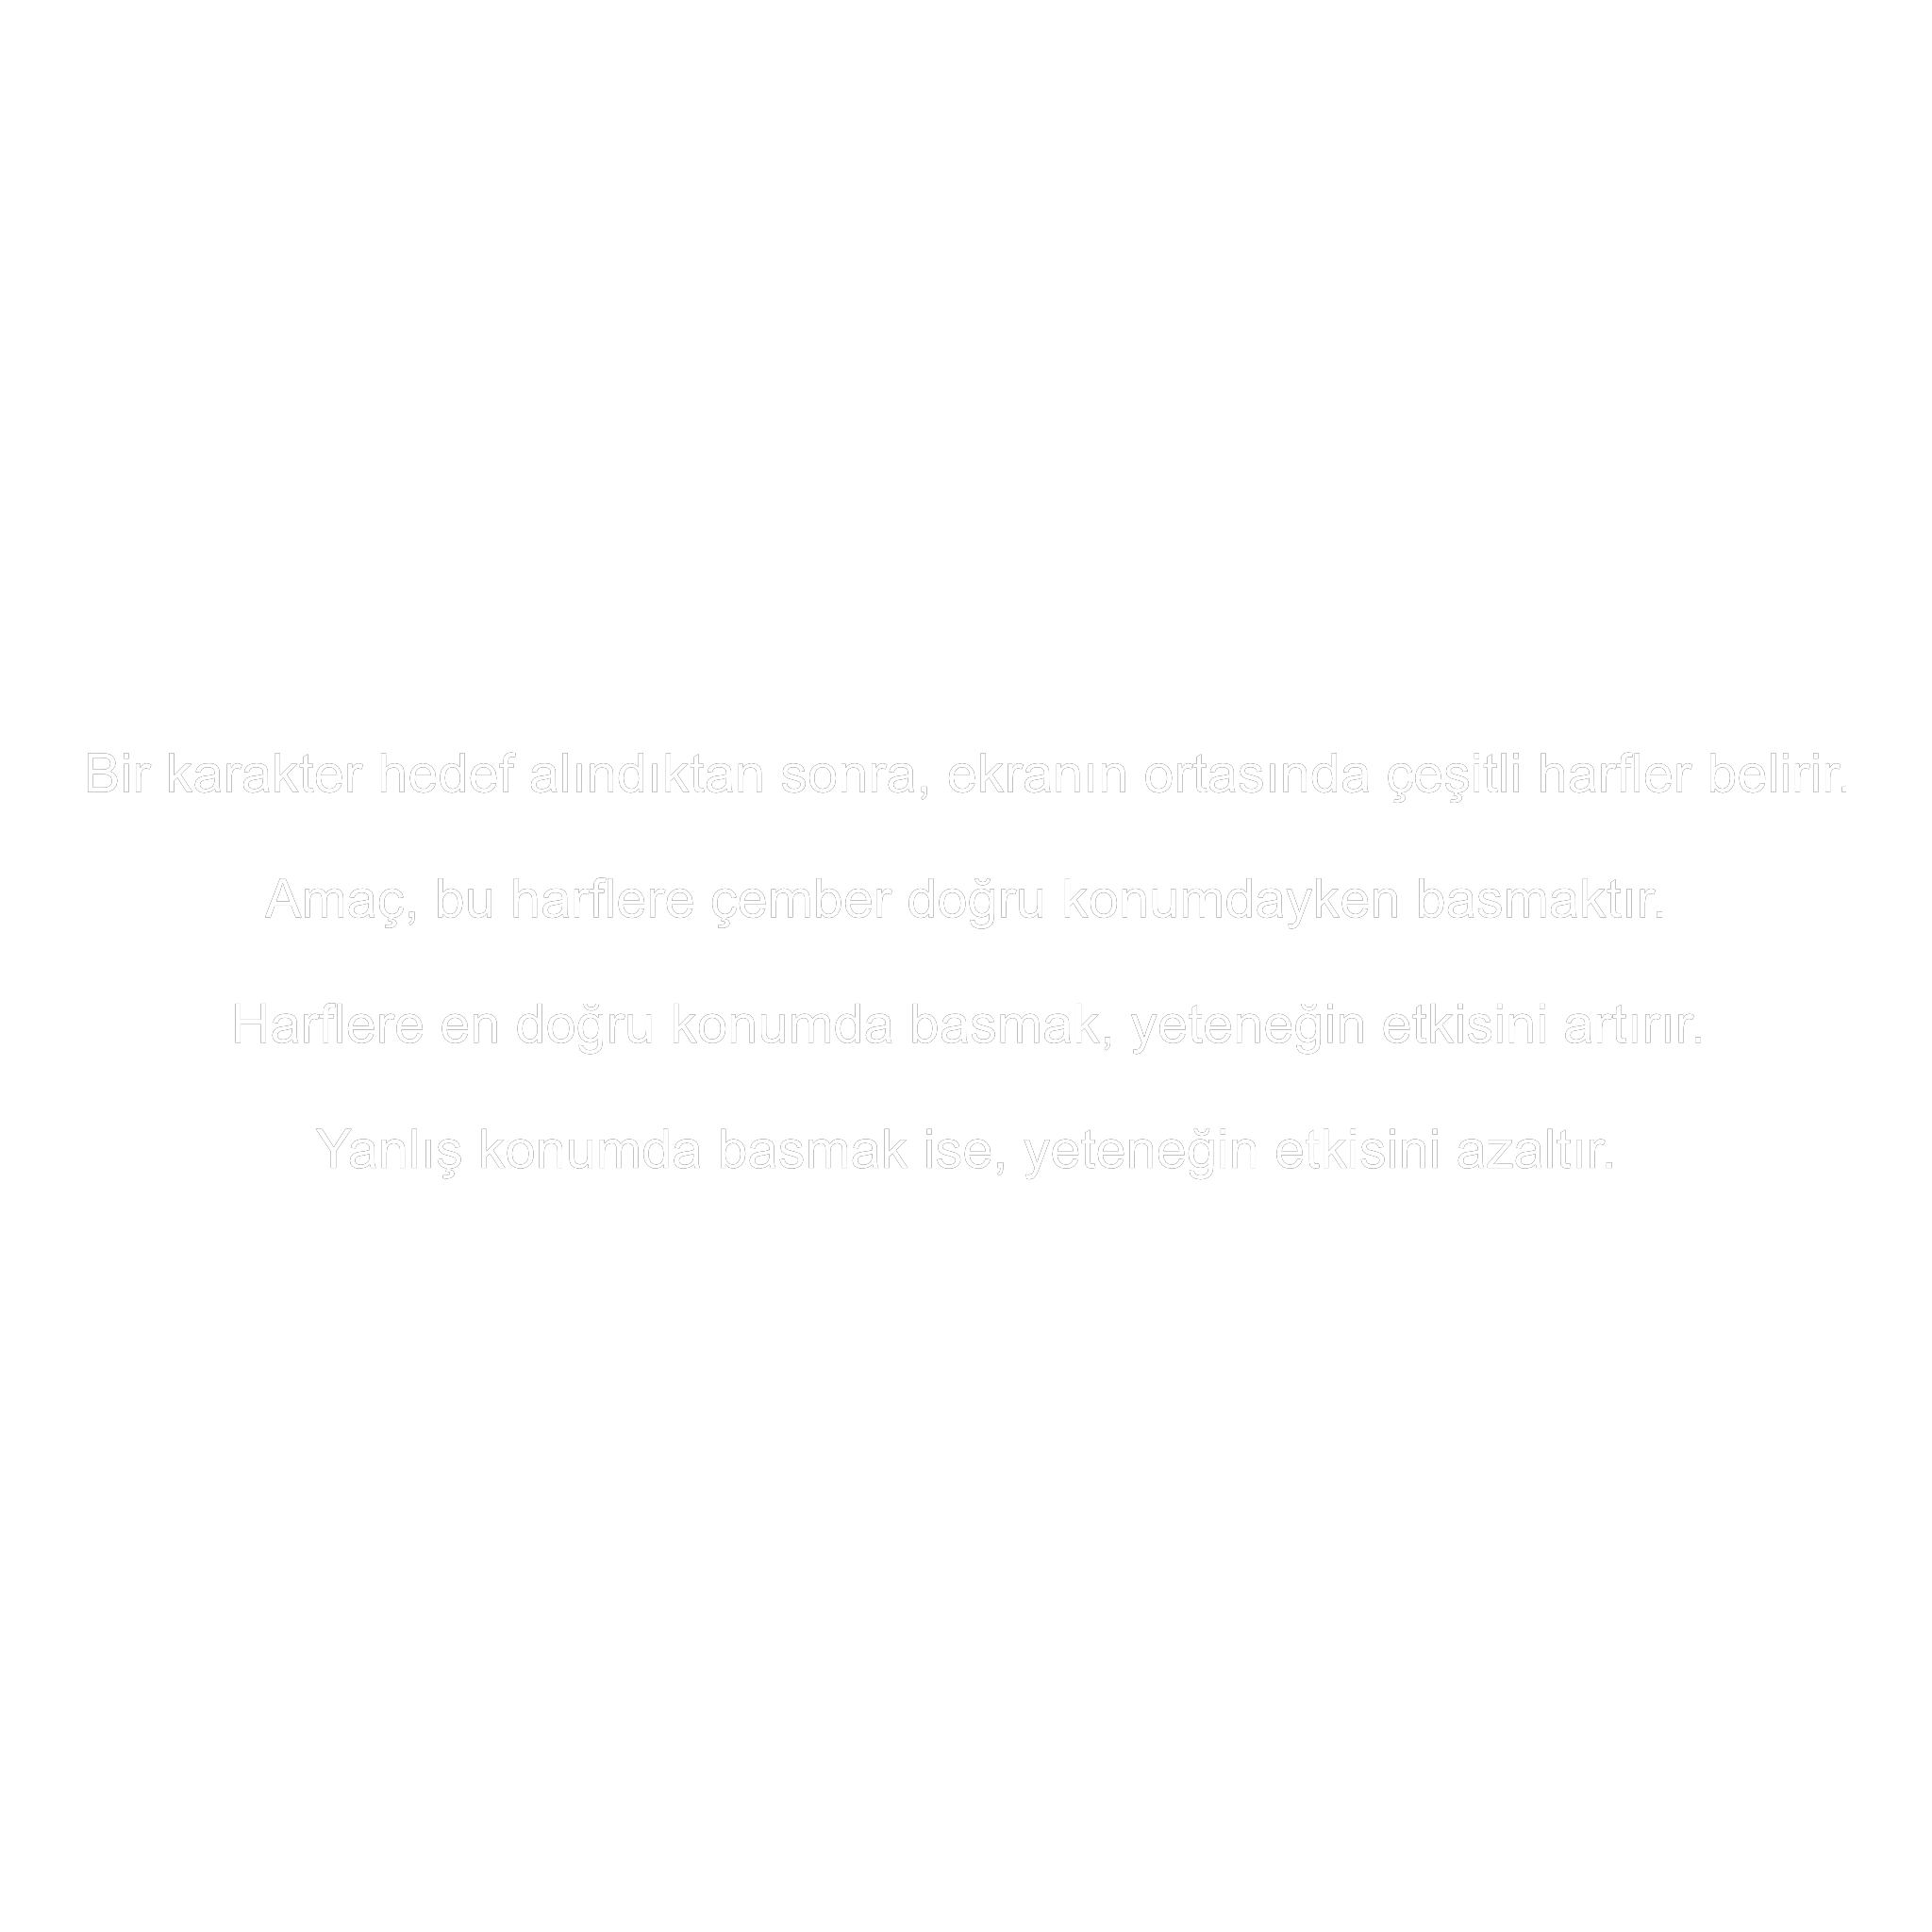 Bir karakter hedef alındıktan sonra, ekranın ortasında çeşitli harfler belirir.
Amaç, bu harflere çember doğru konumdayken basmaktır.
Harflere en doğru konumda basmak, yeteneğin etkisini artırır.
Yanlış konumda basmak ise, yeteneğin etkisini azaltır.